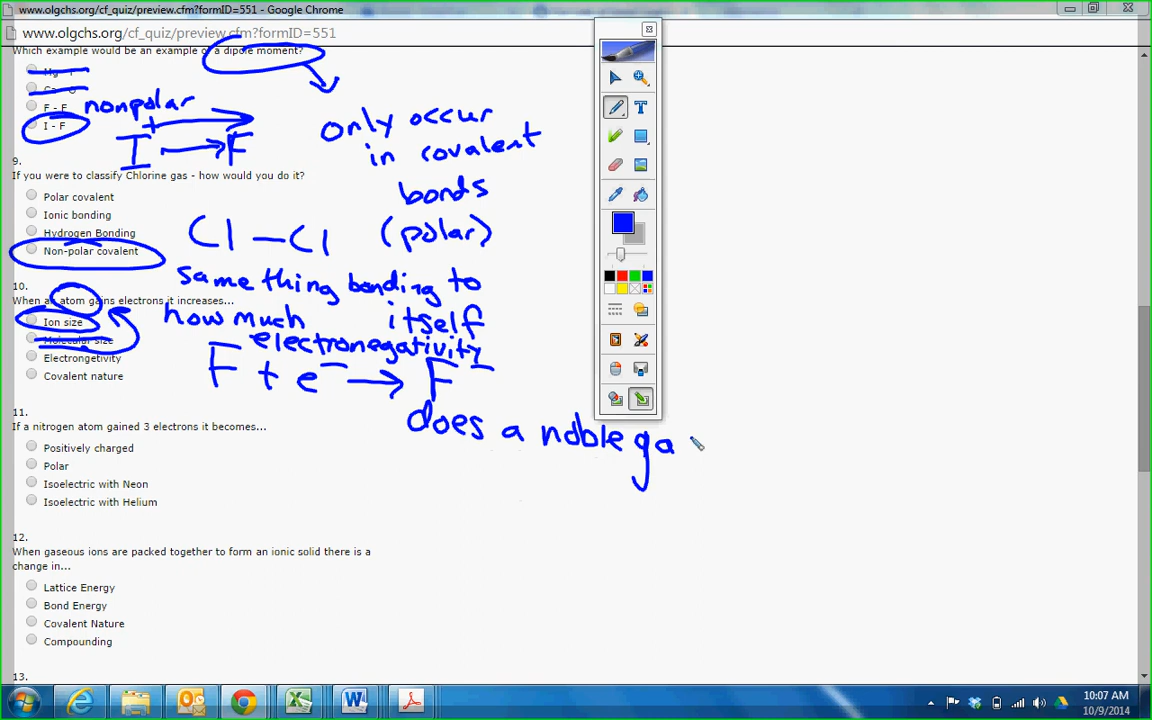 www.olgchs.org/cf_quiz/preview.cfm?formID=551 - Google Chrome
www.olgchs.org/cf_quiz/preview.cfm?formID=551
Which example would be an example of a dipole moment?
F - F
I - F
nonpolar
I → F
only occur
in covalent
bonds
(polar)
9.
If you were to classify Chlorine gas - how would you do it?
Polar covalent
Ionic bonding
Hydrogen Bonding
Non-polar covalent
Cl — Cl
same thing bonding to
itself
10.
When an atom gains electrons it increases...
Ion size
Molecular size
Electrongetivity
Covalent nature
how much
electronegativity
F + e⁻ → F⁻
does a noble ga
11.
If a nitrogen atom gained 3 electrons it becomes...
Positively charged
Polar
Isoelectric with Neon
Isoelectric with Helium
12.
When gaseous ions are packed together to form an ionic solid there is a
change in...
Lattice Energy
Bond Energy
Covalent Nature
Compounding
13.
10:07 AM
10/9/2014